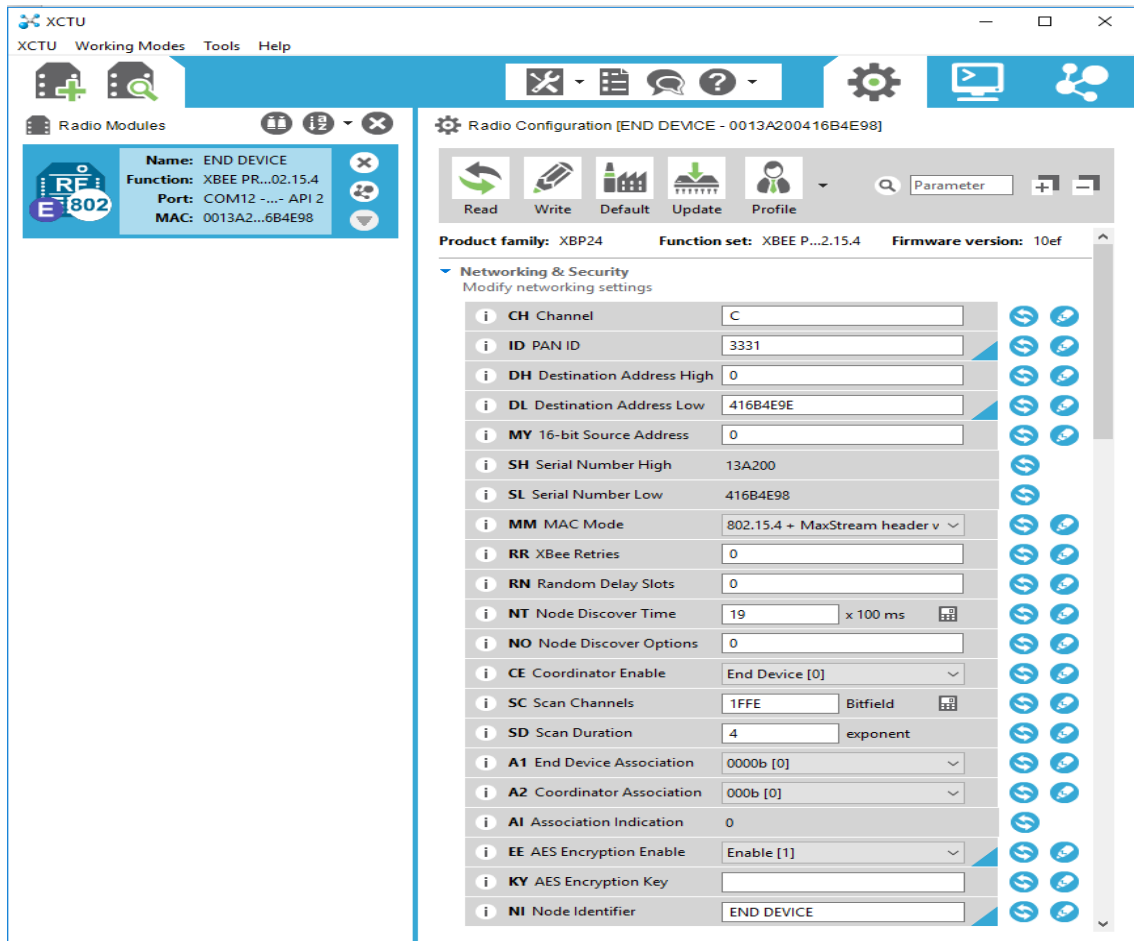 XCTU
XCTU Working Modes Tools Help
Radio Modules
Name: END DEVICE
Function: XBEE PR...02.15.4
Port: COM12 -...- API 2
MAC: 0013A2...6B4E98
RF
E 802
Radio Configuration [END DEVICE - 0013A200416B4E98]
Read Write Default Update Profile Parameter
Product family: XBP24 Function set: XBEE P...2.15.4 Firmware version: 10ef
Networking & Security
Modify networking settings
i CH Channel C
i ID PAN ID 3331
i DH Destination Address High 0
i DL Destination Address Low 416B4E9E
i MY 16-bit Source Address 0
i SH Serial Number High 13A200
i SL Serial Number Low 416B4E98
i MM MAC Mode 802.15.4 + MaxStream header v
i RR XBee Retries 0
i RN Random Delay Slots 0
i NT Node Discover Time 19 x 100 ms
i NO Node Discover Options 0
i CE Coordinator Enable End Device [0]
i SC Scan Channels 1FFE Bitfield
i SD Scan Duration 4 exponent
i A1 End Device Association 0000b [0]
i A2 Coordinator Association 000b [0]
i AI Association Indication 0
i EE AES Encryption Enable Enable [1]
i KY AES Encryption Key
i NI Node Identifier END DEVICE